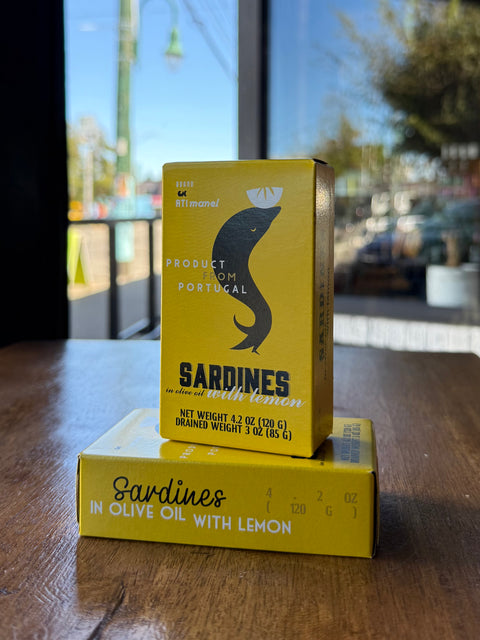 BRAND
ATI manel
PRODUCT
FROM
PORTUGAL
SARDINES
in olive oil with lemon
NET WEIGHT 4.2 OZ (120 G)
DRAINED WEIGHT 3 OZ (85 G)
Sardines
IN OLIVE OIL WITH LEMON
4 . 2 OZ
( 120 G )